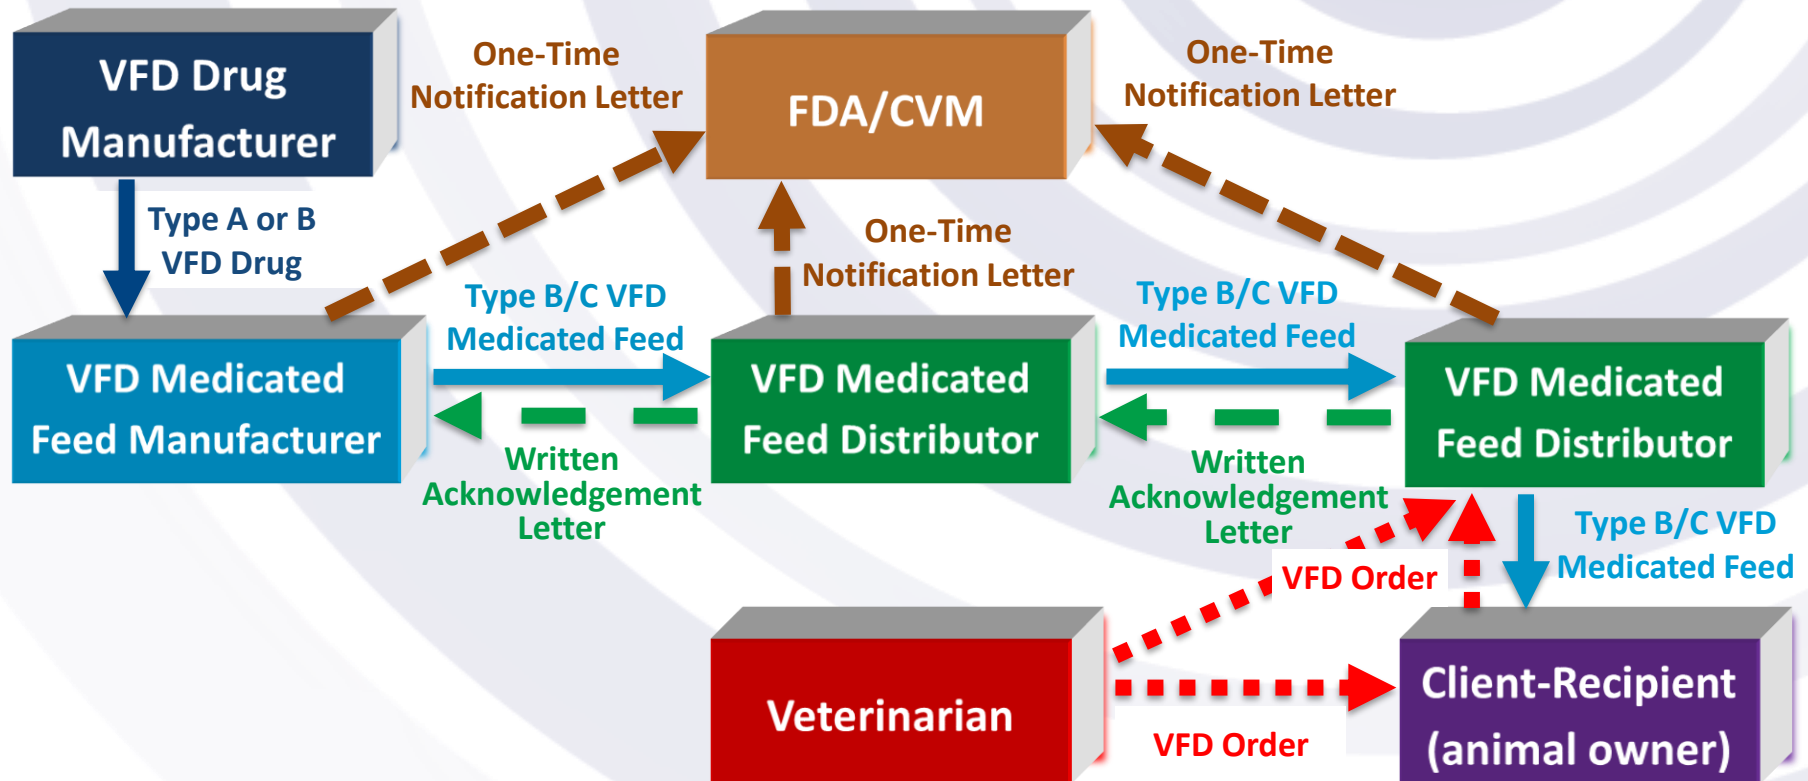 VFD Drug
Manufacturer
One-Time
Notification Letter
FDA/CVM
One-Time
Notification Letter
Type A or B
VFD Drug
One-Time
Notification Letter
Type B/C VFD
Medicated Feed
Type B/C VFD
Medicated Feed
VFD Medicated
Feed Manufacturer
VFD Medicated
Feed Distributor
VFD Medicated
Feed Distributor
Written
Acknowledgement
Letter
Written
Acknowledgement
Letter
Type B/C VFD
Medicated Feed
VFD Order
Veterinarian
VFD Order
Client-Recipient
(animal owner)